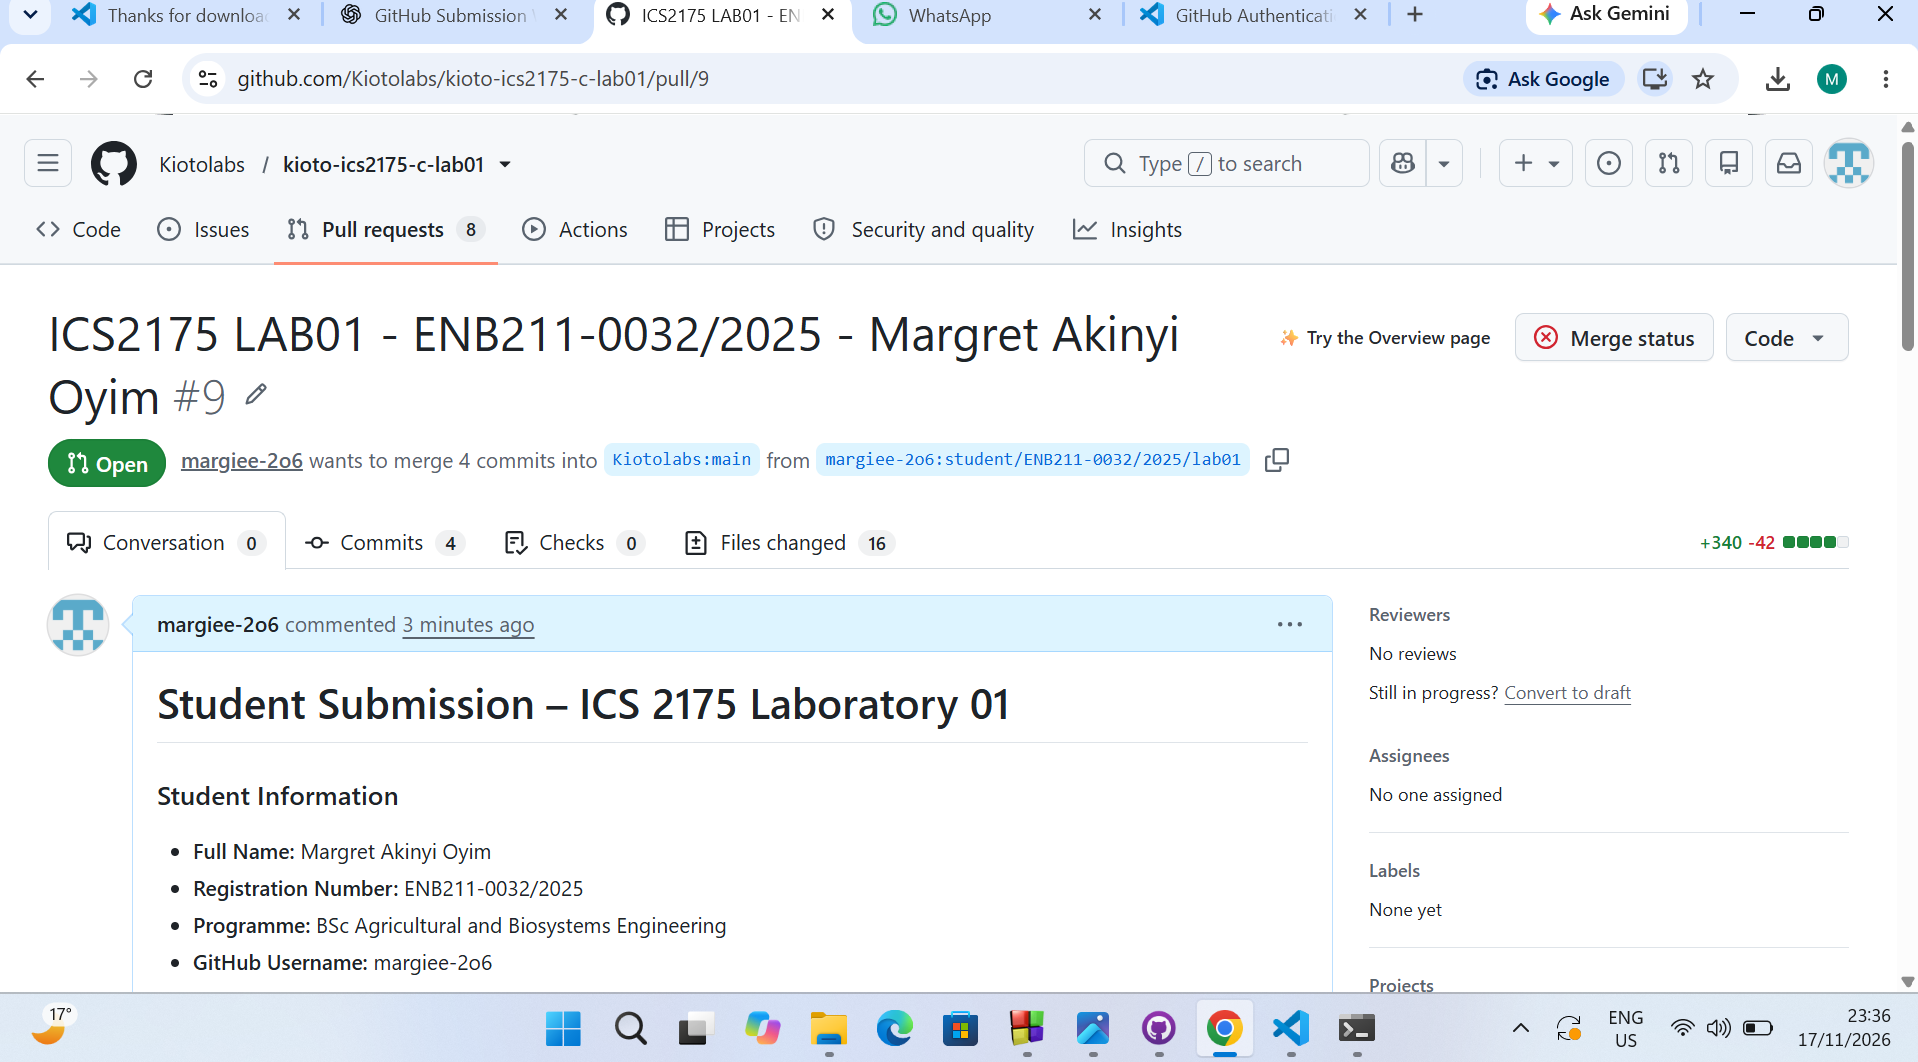 Thanks for downloa
GitHub Submission
ICS2175 LAB01 - EN
WhatsApp
GitHub Authenticati
Ask Gemini
github.com/Kiotolabs/kioto-ics2175-c-lab01/pull/9
Ask Google
M
Kiotolabs / kioto-ics2175-c-lab01
Type / to search
Code
Issues
Pull requests 8
Actions
Projects
Security and quality
Insights
ICS2175 LAB01 - ENB211-0032/2025 - Margret Akinyi
Oyim #9
Try the Overview page
Merge status
Code
Open
margiee-2o6 wants to merge 4 commits into Kiotolabs:main from margiee-2o6:student/ENB211-0032/2025/lab01
Conversation 0
Commits 4
Checks 0
Files changed 16
+340 -42
margiee-2o6 commented 3 minutes ago
Student Submission – ICS 2175 Laboratory 01
Student Information
• Full Name: Margret Akinyi Oyim
• Registration Number: ENB211-0032/2025
• Programme: BSc Agricultural and Biosystems Engineering
• GitHub Username: margiee-2o6
Reviewers
No reviews
Still in progress? Convert to draft
Assignees
No one assigned
Labels
None yet
Projects
17°
ENG
US
23:36
17/11/2026